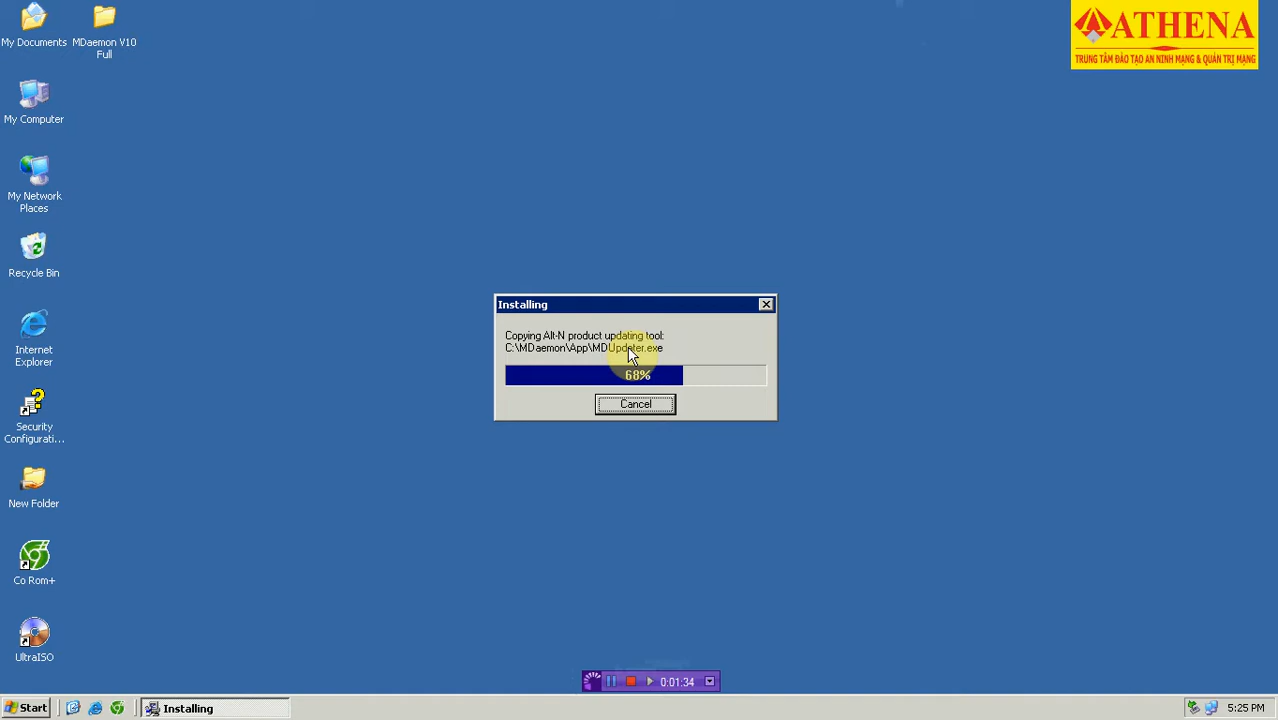 My Documents
MDaemon V10
Full
ATHENA
TRUNG TÂM ĐÀO TẠO AN NINH MẠNG & QUẢN TRỊ MẠNG
My Computer
My Network
Places
Recycle Bin
Internet
Explorer
Security
Configurati...
New Folder
Co Rom+
UltraISO
Installing
Copying Alt-N product updating tool:
C:\MDaemon\App\MDUpdater.exe
68%
Cancel
0:01:34
Start
Installing
5:25 PM